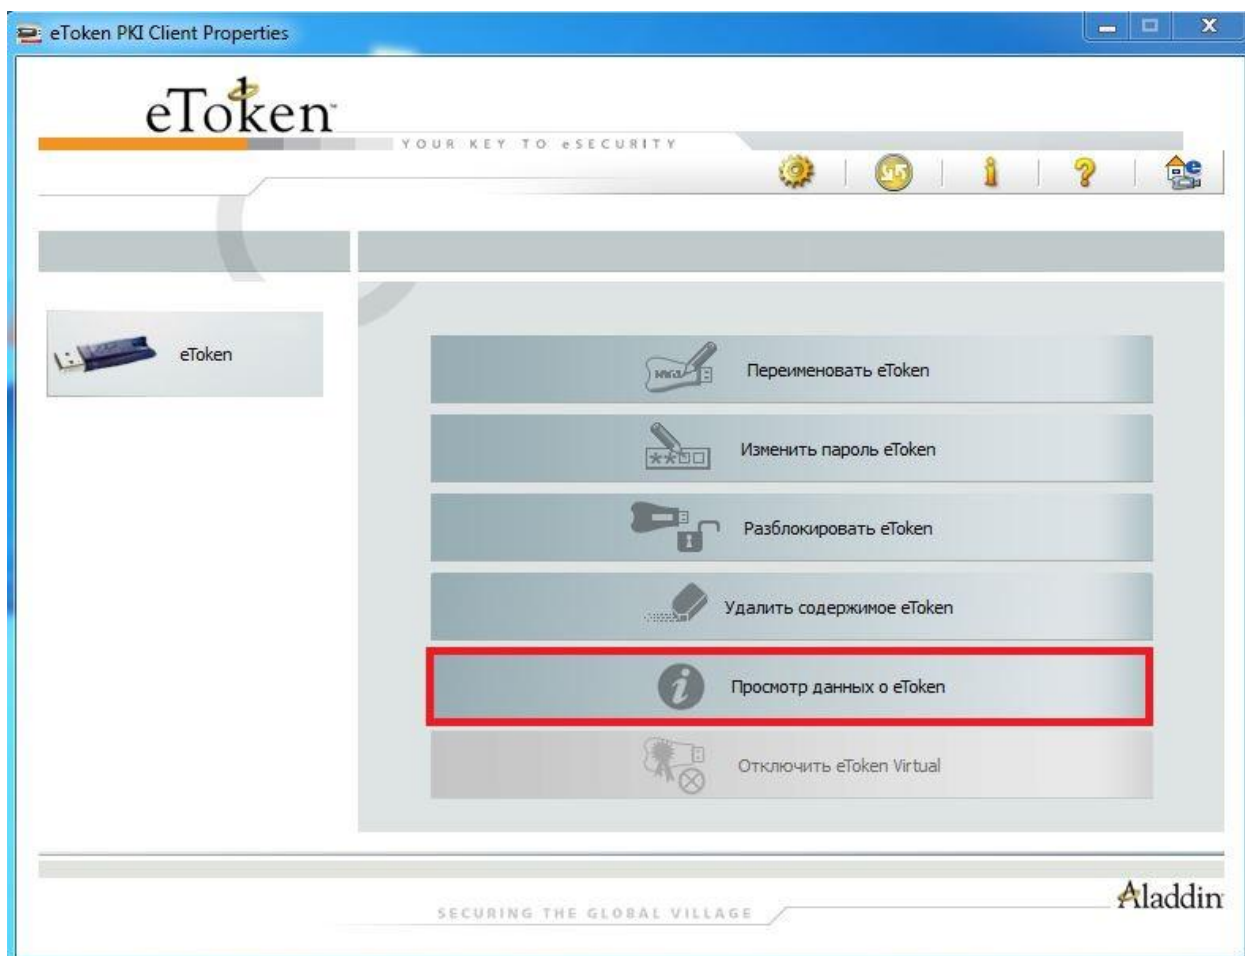 eToken PKI Client Properties
eToken
YOUR KEY TO eSECURITY
eToken
Переименовать eToken
Изменить пароль eToken
Разблокировать eToken
Удалить содержимое eToken
Просмотр данных о eToken
Отключить eToken Virtual
Aladdin
SECURING THE GLOBAL VILLAGE